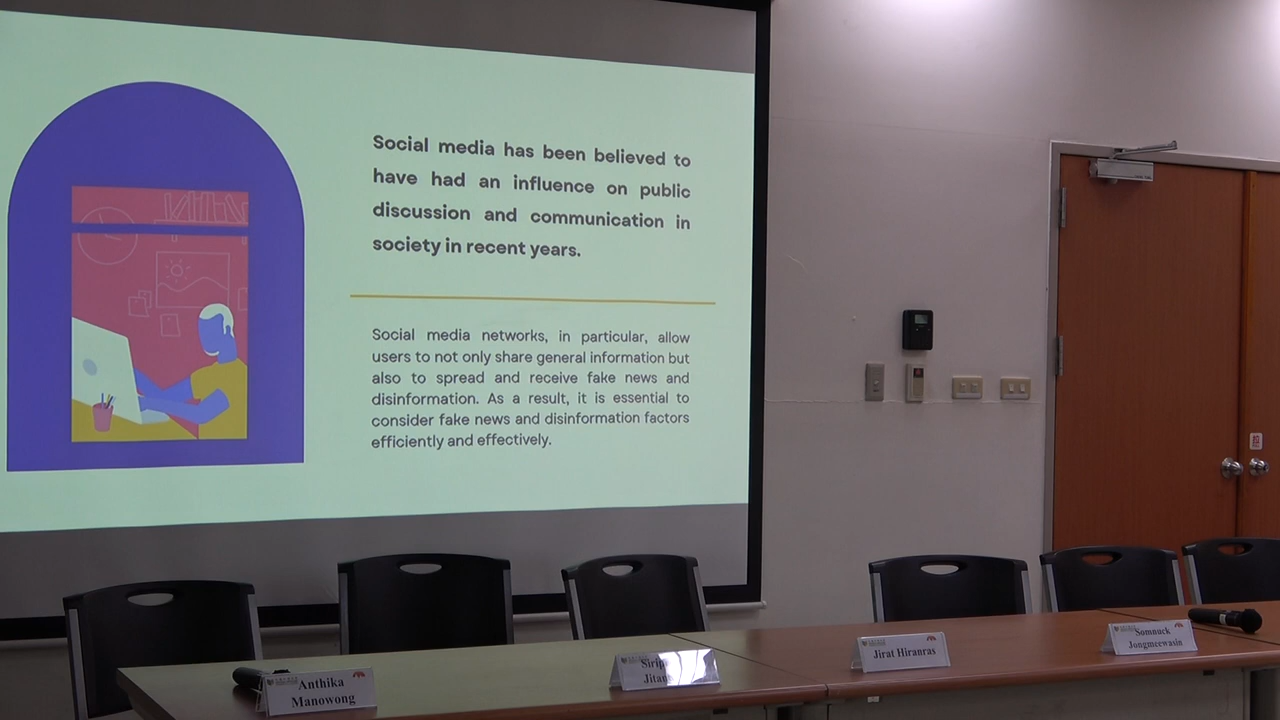 Social media has been believed to
have had an influence on public
discussion and communication in
society in recent years.
Social media networks, in particular, allow
users to not only share general information but
also to spread and receive fake news and
disinformation. As a result, it is essential to
consider fake news and disinformation factors
efficiently and effectively.
Anthika
Manowong
Jirat Hiranras
Somnuck
Jongmeewasin